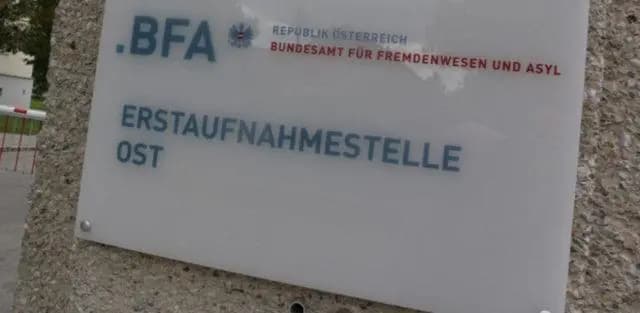 .BFA
REPUBLIK ÖSTERREICH
BUNDESAMT FÜR FREMDENWESEN UND ASYL
ERSTAUFNAHMESTELLE
OST